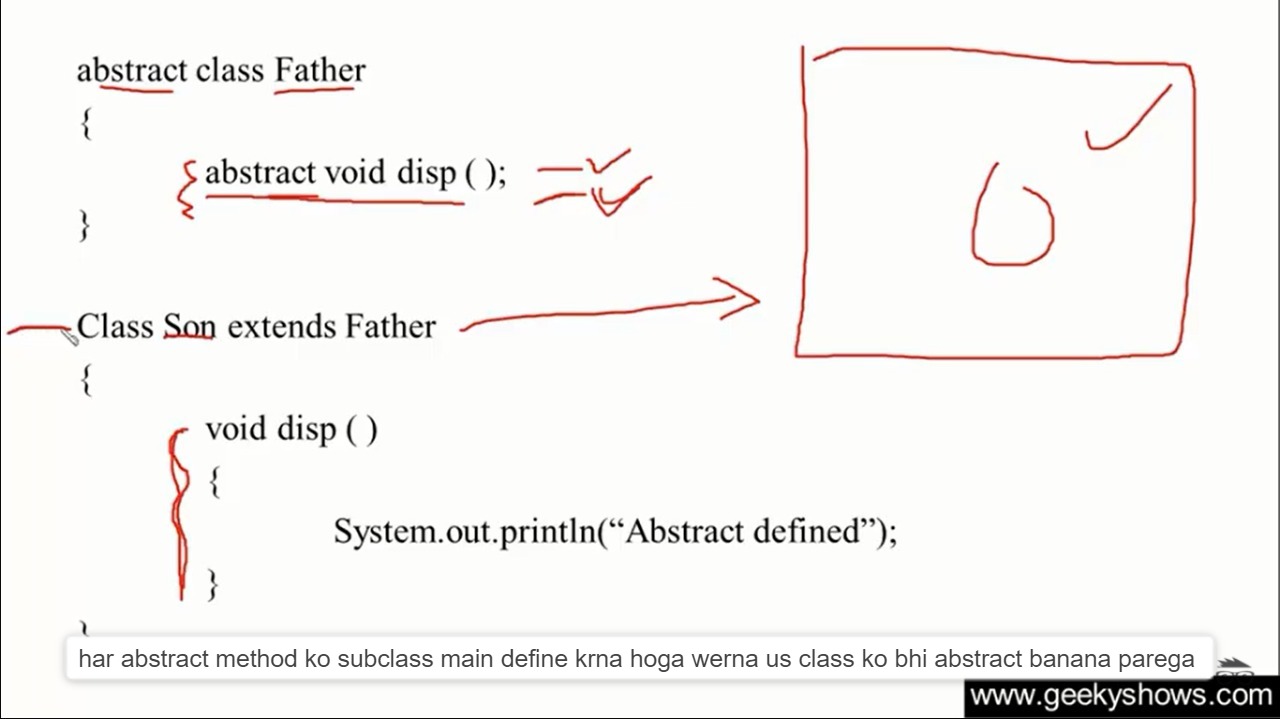 abstract class Father
{
abstract void disp ( );
}
Class Son extends Father
{
void disp ( )
{
System.out.println(“Abstract defined”);
}
}
har abstract method ko subclass main define krna hoga werna us class ko bhi abstract banana parega
www.geekyshows.com